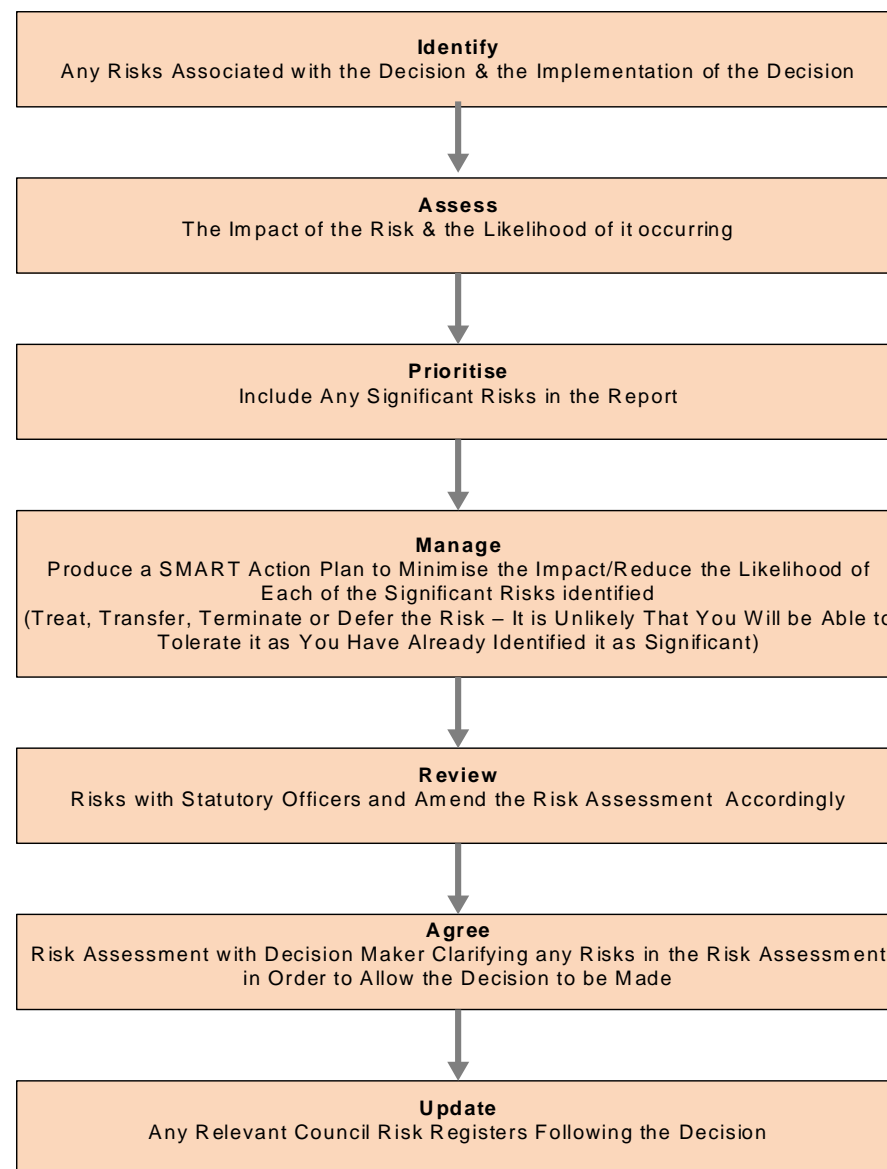 Identify
Any Risks Associated with the Decision & the Implementation of the Decision
Assess
The Impact of the Risk & the Likelihood of it occurring
Prioritise
Include Any Significant Risks in the Report
Manage
Produce a SMART Action Plan to Minimise the Impact/Reduce the Likelihood of
Each of the Significant Risks identified
(Treat, Transfer, Terminate or Defer the Risk – It is Unlikely That You Will be Able to
Tolerate it as You Have Already Identified it as Significant)
Review
Risks with Statutory Officers and Amend the Risk Assessment Accordingly
Agree
Risk Assessment with Decision Maker Clarifying any Risks in the Risk Assessment
in Order to Allow the Decision to be Made
Update
Any Relevant Council Risk Registers Following the Decision